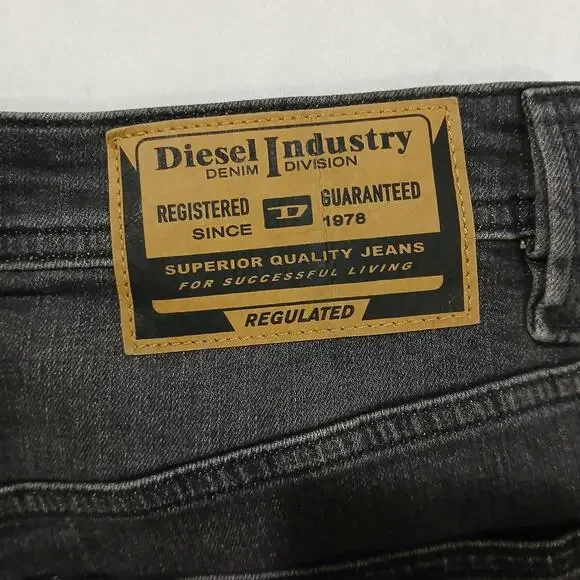 Diesel Industry
DENIM DIVISION
REGISTERED D GUARANTEED
SINCE 1978
SUPERIOR QUALITY JEANS
FOR SUCCESSFUL LIVING
REGULATED